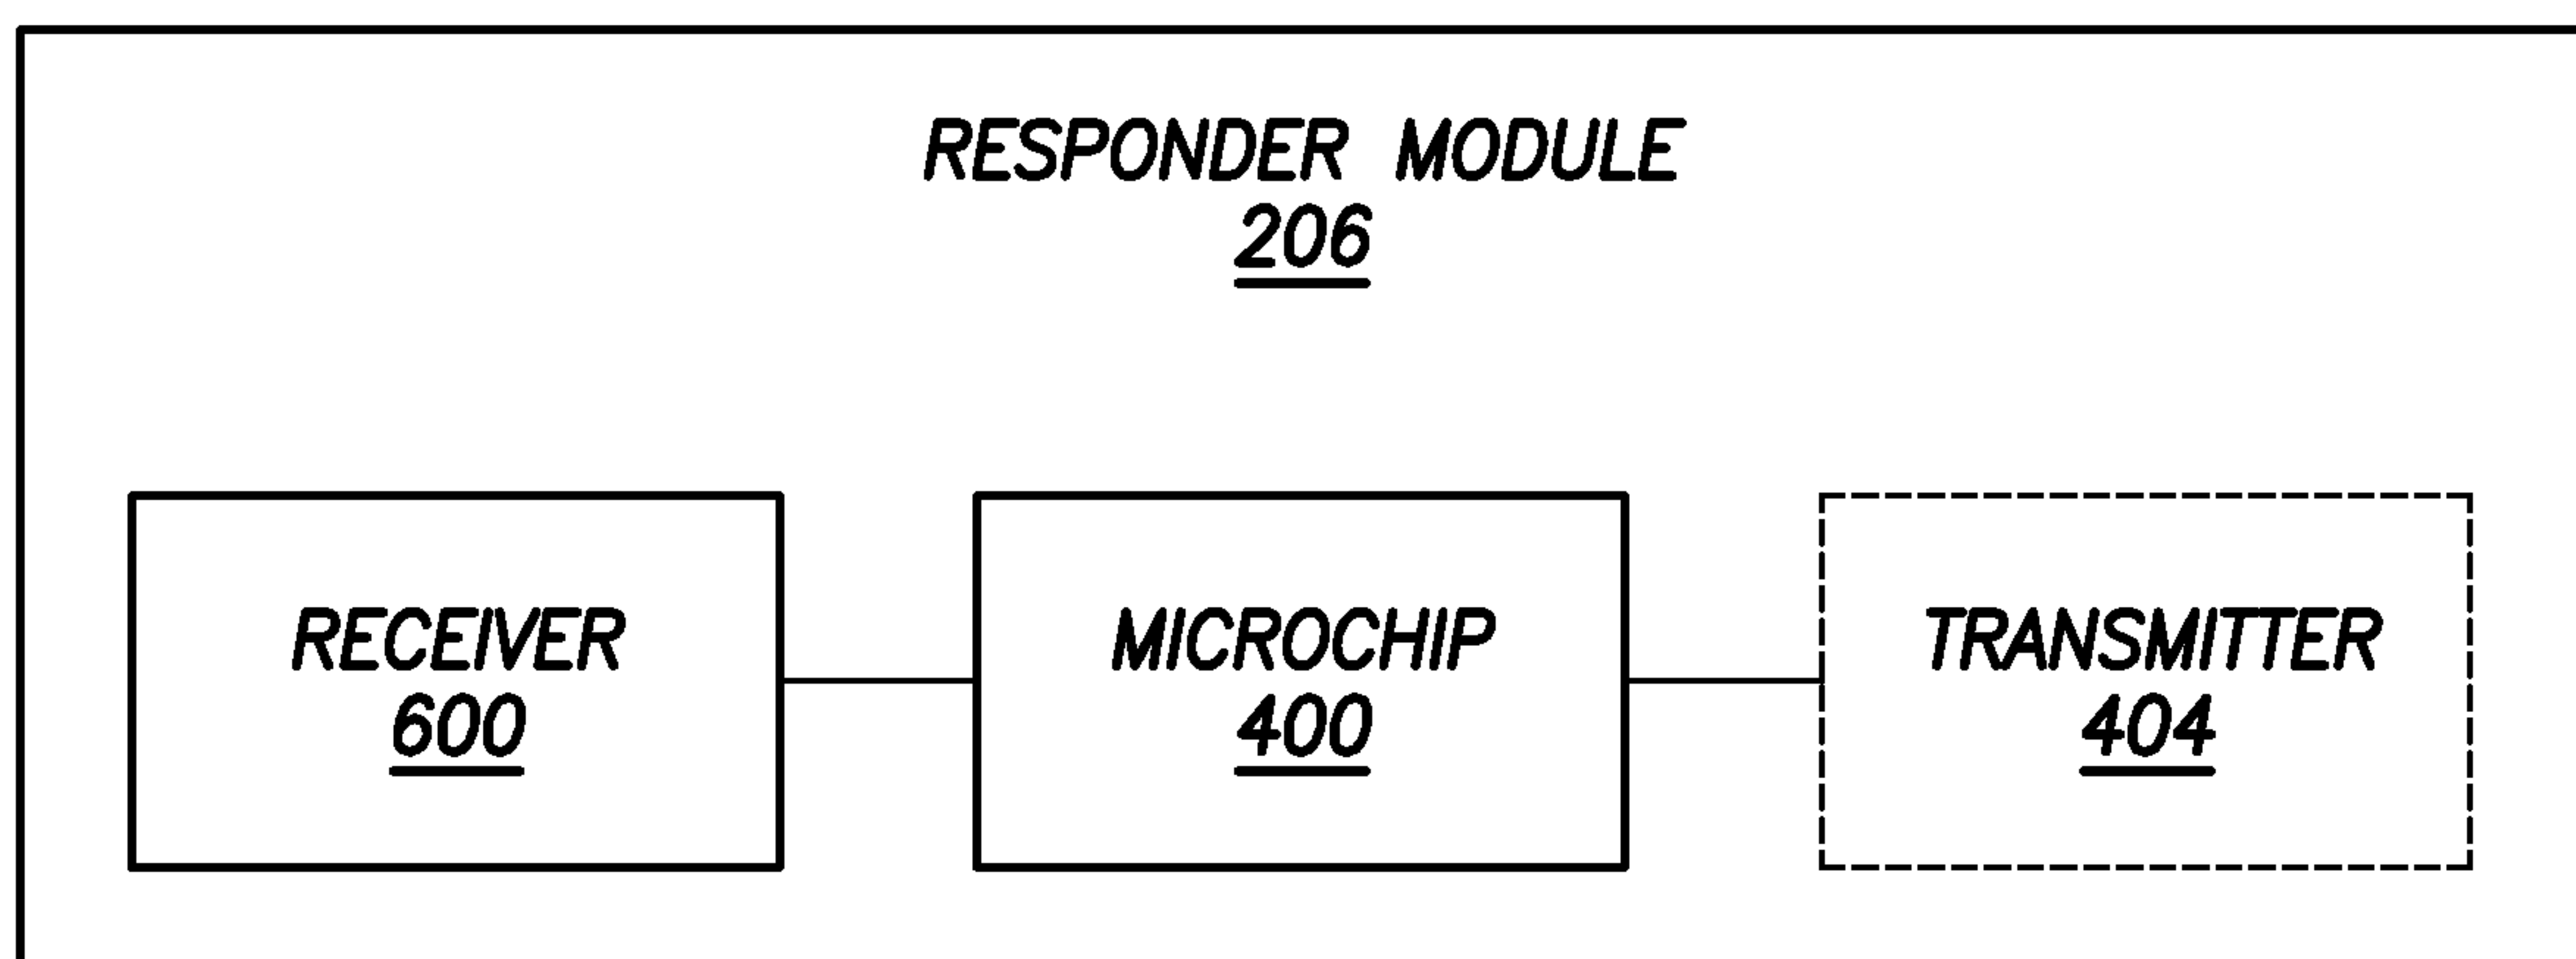 RESPONDER MODULE
206
RECEIVER
600
MICROCHIP
400
TRANSMITTER
404